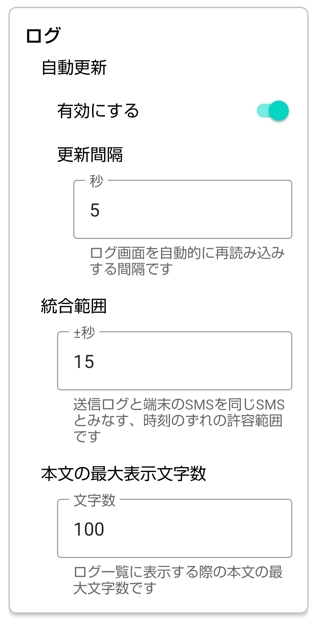 ログ
自動更新
有効にする
更新間隔
秒
5
ログ画面を自動的に再読み込み
する間隔です
統合範囲
±秒
15
送信ログと端末のSMSを同じSMS
とみなす、時刻のずれの許容範囲
です
本文の最大表示文字数
文字数
100
ログ一覧に表示する際の本文の最
大文字数です